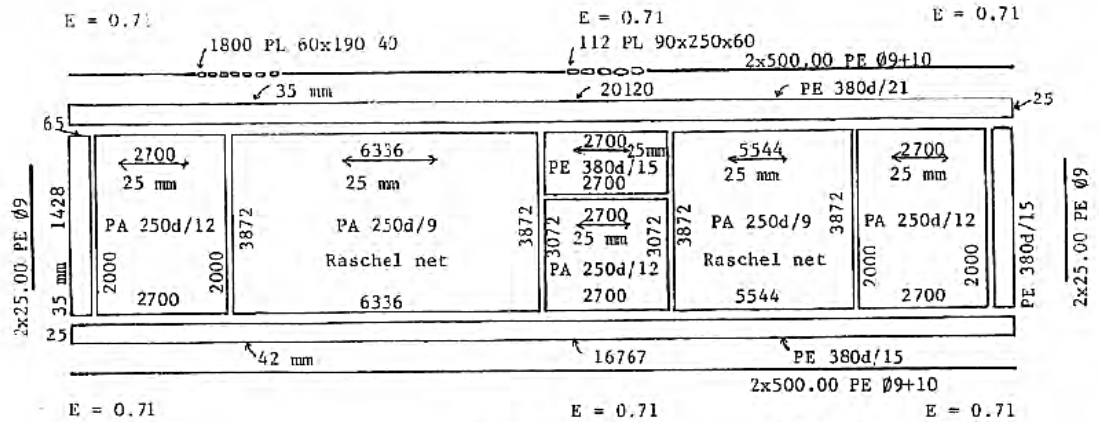 E = 0.71 E = 0.71 E = 0.71
1800 PL 60x190 40 112 PL 90x250x60
2x500.00 PE Ø9+10
35 mm 20120 PE 380d/21
25
65
2700 6336 2700 25mm 5544 2700
25 mm 25 mm PE 380d/15 25 mm 25 mm
2700
2700
25 mm
PA 250d/12 PA 250d/9 PA 250d/12 PA 250d/9 PA 250d/12
Raschel net Raschel net
2700 6336 2700 5544 2700
2x25.00 PE Ø9
35 mm 1428
2000 2000 3872 3872 3072 3072 3872 3872 2000 2000
PE 380d/15
2x25.00 PE Ø9
25
42 mm 16767 PE 380d/15
2x500.00 PE Ø9+10
E = 0.71 E = 0.71 E = 0.71